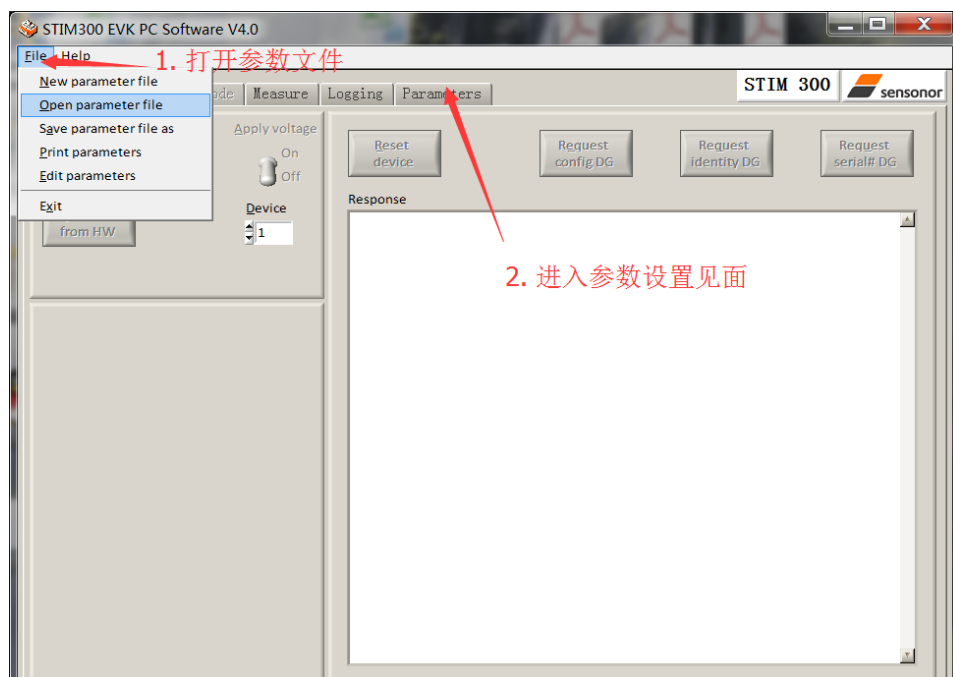 STIM300 EVK PC Software V4.0
File Help
1. 打开参数文件
New parameter file
Open parameter file
Save parameter file as
Print parameters
Edit parameters
Exit
Measure
Logging
Parameters
STIM 300
sensonor
Apply voltage
On
Off
Device
1
from HW
Reset
device
Request
config DG
Request
identity DG
Request
serial# DG
Response
2. 进入参数设置见面